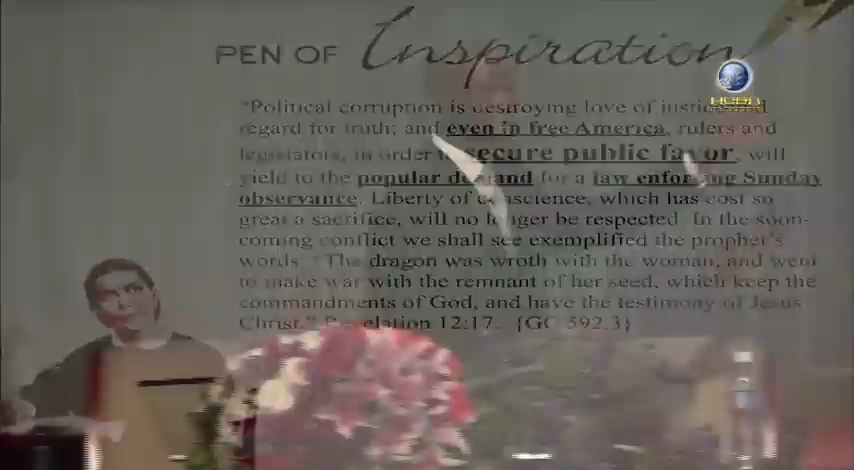 PEN OF Inspiration
HCBN
"Political corruption is destroying love of justice and
regard for truth; and even in free America, rulers and
legislators, in order to secure public favor, will
yield to the popular demand for a law enforcing Sunday
observance. Liberty of conscience, which has cost so
great a sacrifice, will no longer be respected. In the soon-
coming conflict we shall see exemplified the prophet's
words: "The dragon was wroth with the woman, and went
to make war with the remnant of her seed, which keep the
commandments of God, and have the testimony of Jesus
Christ." Revelation 12:17. {GC 592.3}